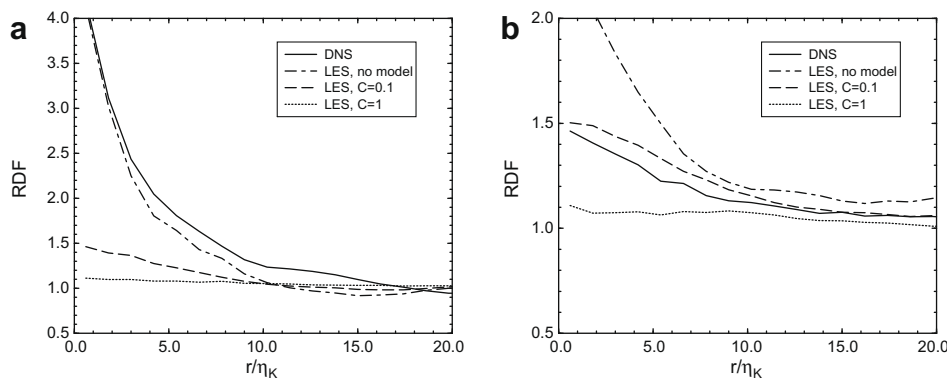 a
4.0
3.5
3.0
2.5
2.0
1.5
1.0
0.5
RDF
DNS
LES, no model
LES, C=0.1
LES, C=1
0.0 5.0 10.0 15.0 20.0
r/ηK
b
2.0
1.5
1.0
0.5
RDF
DNS
LES, no model
LES, C=0.1
LES, C=1
0.0 5.0 10.0 15.0 20.0
r/ηK